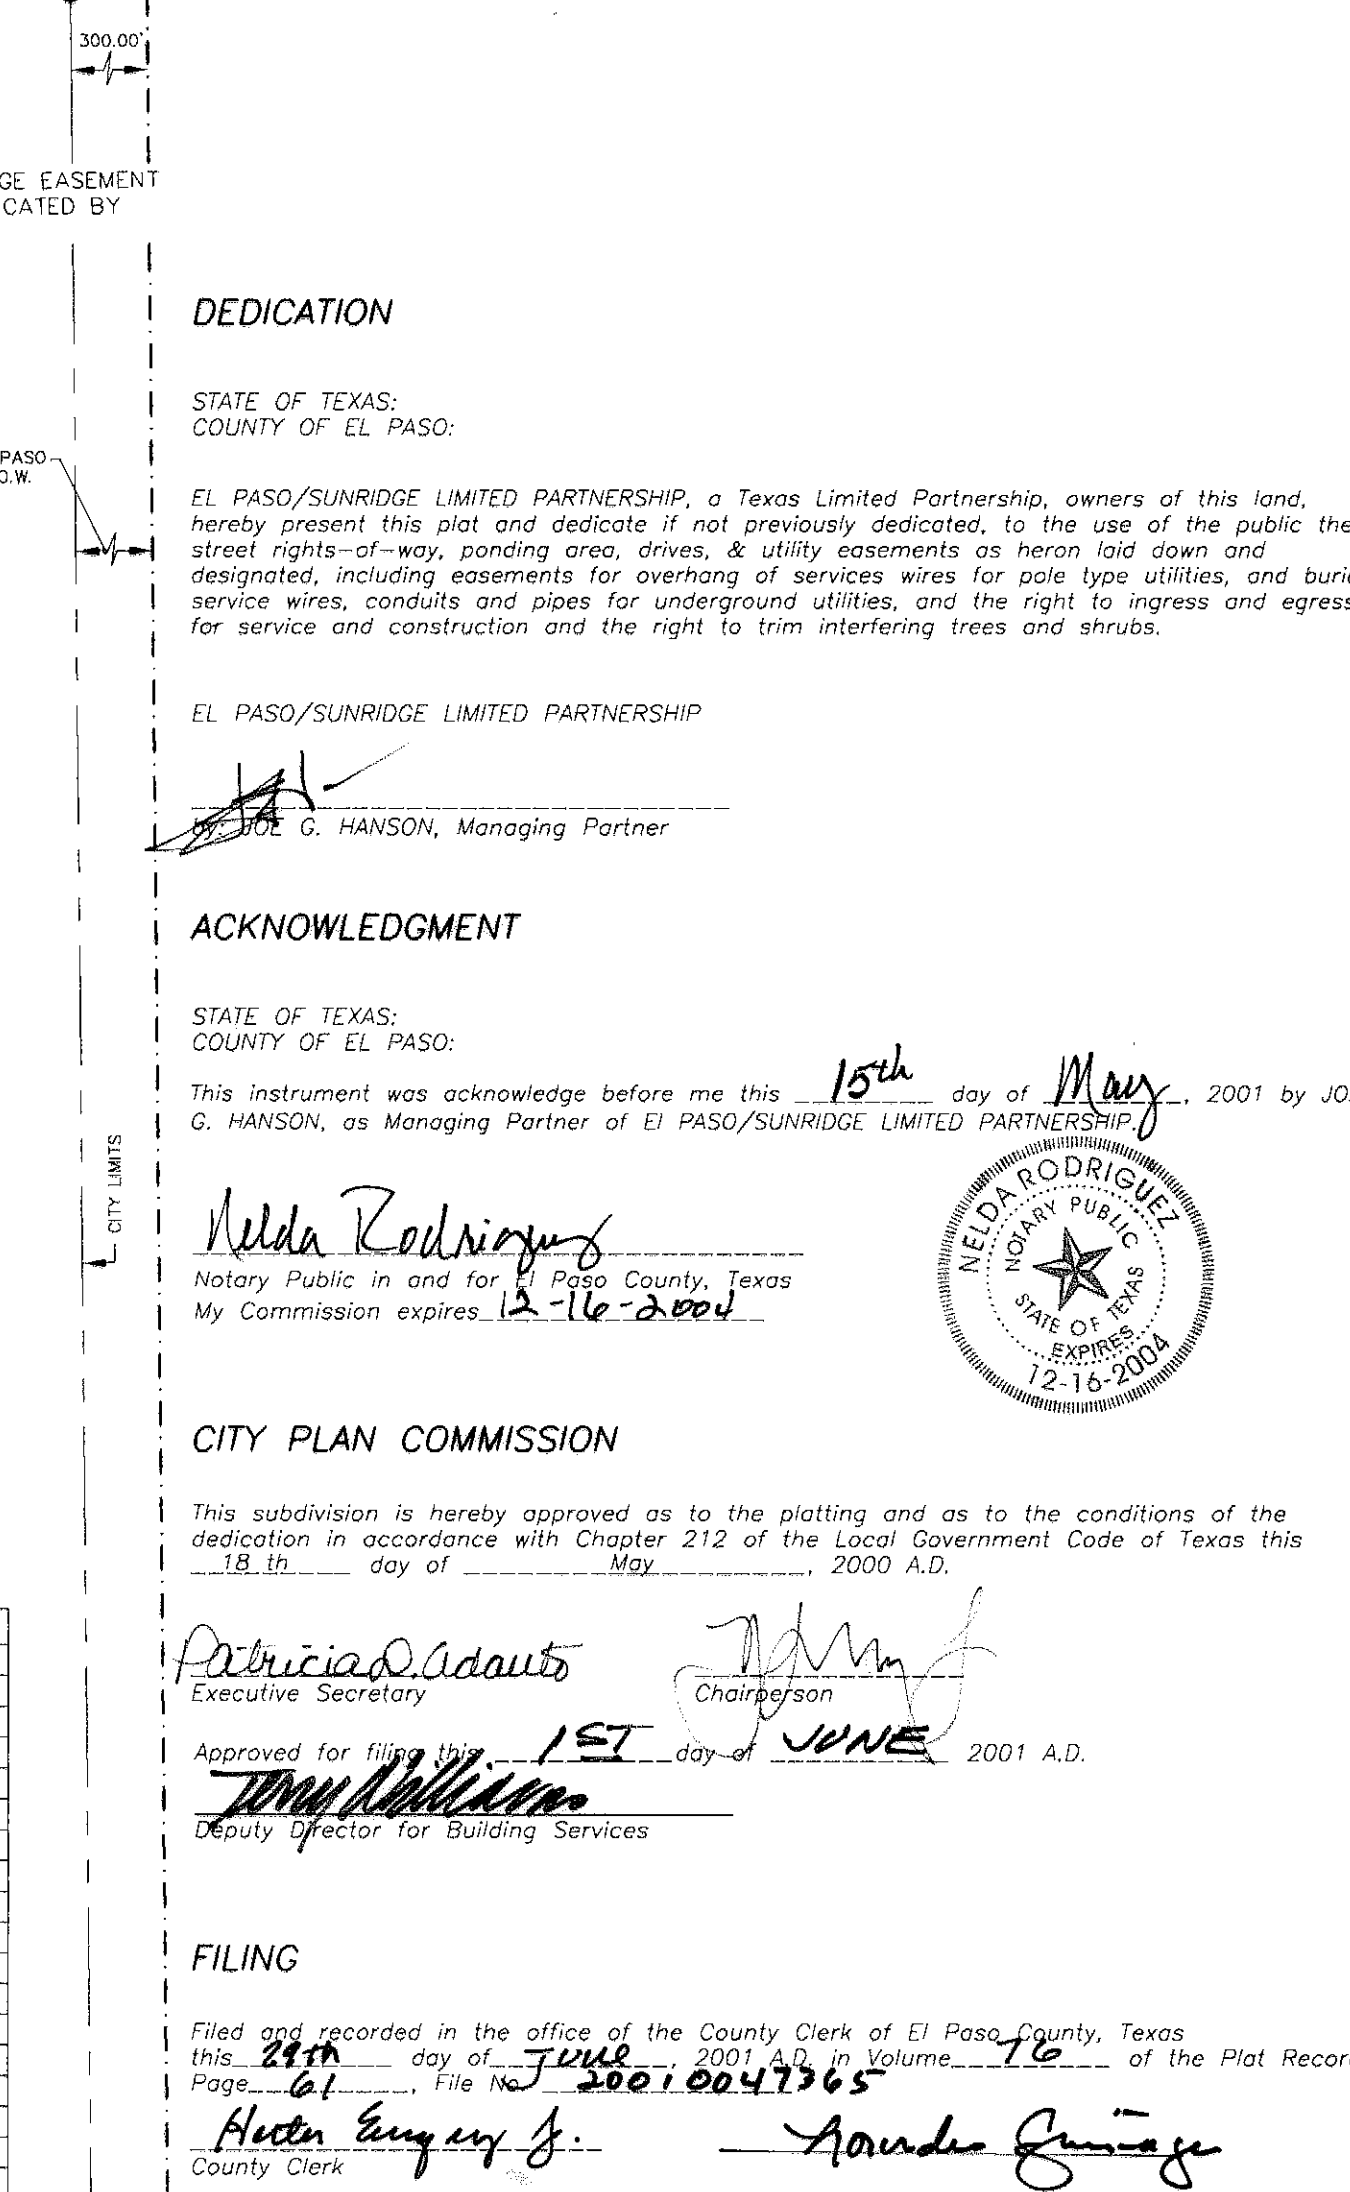 300.00'
GE EASEMENT
CATED BY
PASO
O.W.
CITY LIMITS
DEDICATION
STATE OF TEXAS:
COUNTY OF EL PASO:
EL PASO/SUNRIDGE LIMITED PARTNERSHIP, a Texas Limited Partnership, owners of this land,
hereby present this plat and dedicate if not previously dedicated, to the use of the public the
street rights-of-way, ponding area, drives, & utility easements as heron laid down and
designated, including easements for overhang of services wires for pole type utilities, and burie
service wires, conduits and pipes for underground utilities, and the right to ingress and egress
for service and construction and the right to trim interfering trees and shrubs.
EL PASO/SUNRIDGE LIMITED PARTNERSHIP
by: JOE G. HANSON, Managing Partner
ACKNOWLEDGMENT
STATE OF TEXAS:
COUNTY OF EL PASO:
This instrument was acknowledge before me this 15th day of May, 2001 by JO
G. HANSON, as Managing Partner of El PASO/SUNRIDGE LIMITED PARTNERSHIP.
Nelda Rodriguez
Notary Public in and for El Paso County, Texas
My Commission expires 12-16-2004
NELDA RODRIGUEZ
NOTARY PUBLIC
STATE OF TEXAS
EXPIRES
12-16-2004
CITY PLAN COMMISSION
This subdivision is hereby approved as to the platting and as to the conditions of the
dedication in accordance with Chapter 212 of the Local Government Code of Texas this
18 th day of May, 2000 A.D.
Patricia D. Adauto
Executive Secretary
Chairperson
Approved for filing this 1ST day of JUNE 2001 A.D.
Terry Williams
Deputy Director for Building Services
FILING
Filed and recorded in the office of the County Clerk of El Paso County, Texas
this 29th day of June, 2001 A.D. in Volume 76 of the Plat Recor
Page 61, File No 20010047365
County Clerk